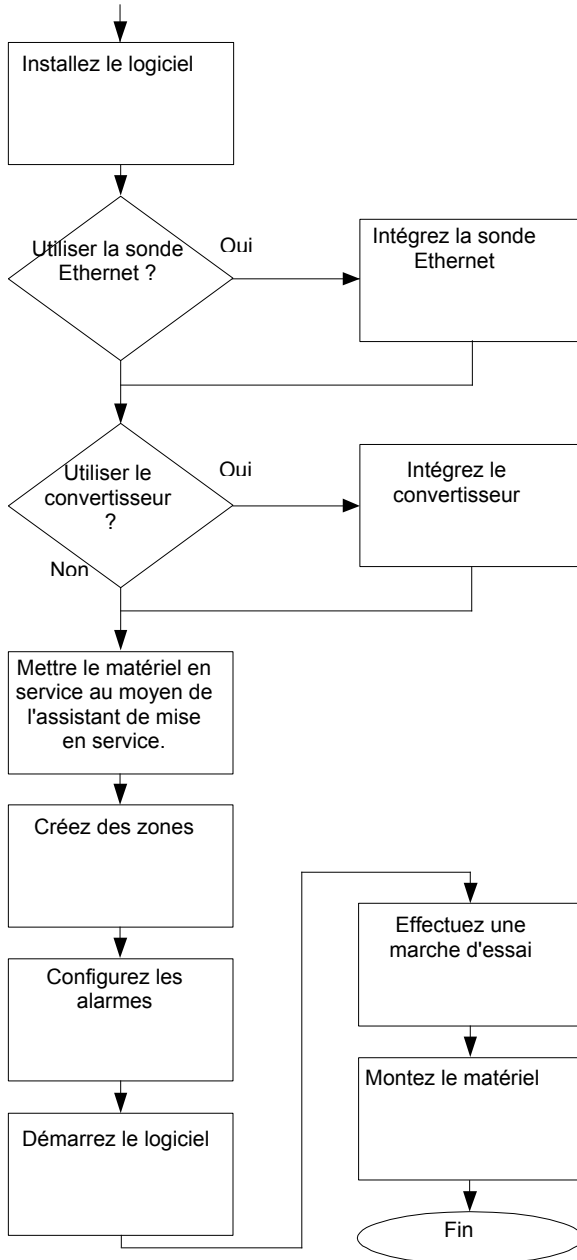 Installez le logiciel
Utiliser la sonde
Ethernet ?
Oui
Intégrez la sonde
Ethernet
Utiliser le
convertisseur
?
Oui
Intégrez le
convertisseur
Non
Mettre le matériel en
service au moyen de
l'assistant de mise
en service.
Créez des zones
Configurez les
alarmes
Démarrez le logiciel
Effectuez une
marche d'essai
Montez le matériel
Fin